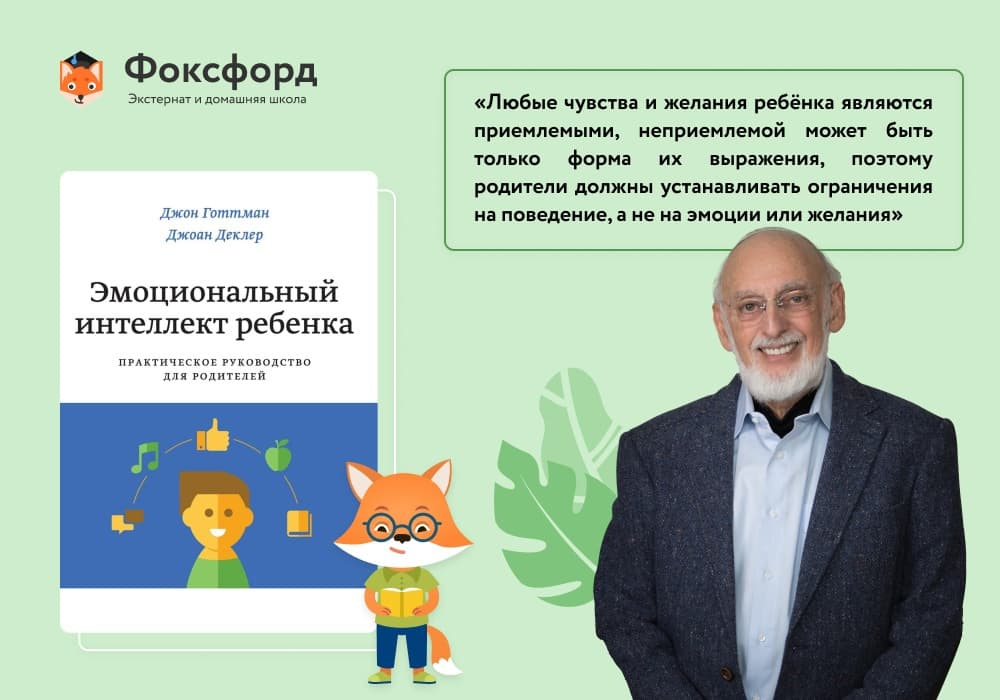 Фоксфорд
Экстернат и домашняя школа
«Любые чувства и желания ребёнка являются
приемлемыми, неприемлемой может быть
только форма их выражения, поэтому
родители должны устанавливать ограничения
на поведение, а не на эмоции или желания»
Джон Готтман
Джоан Деклер
Эмоциональный
интеллект ребенка
ПРАКТИЧЕСКОЕ РУКОВОДСТВО
ДЛЯ РОДИТЕЛЕЙ